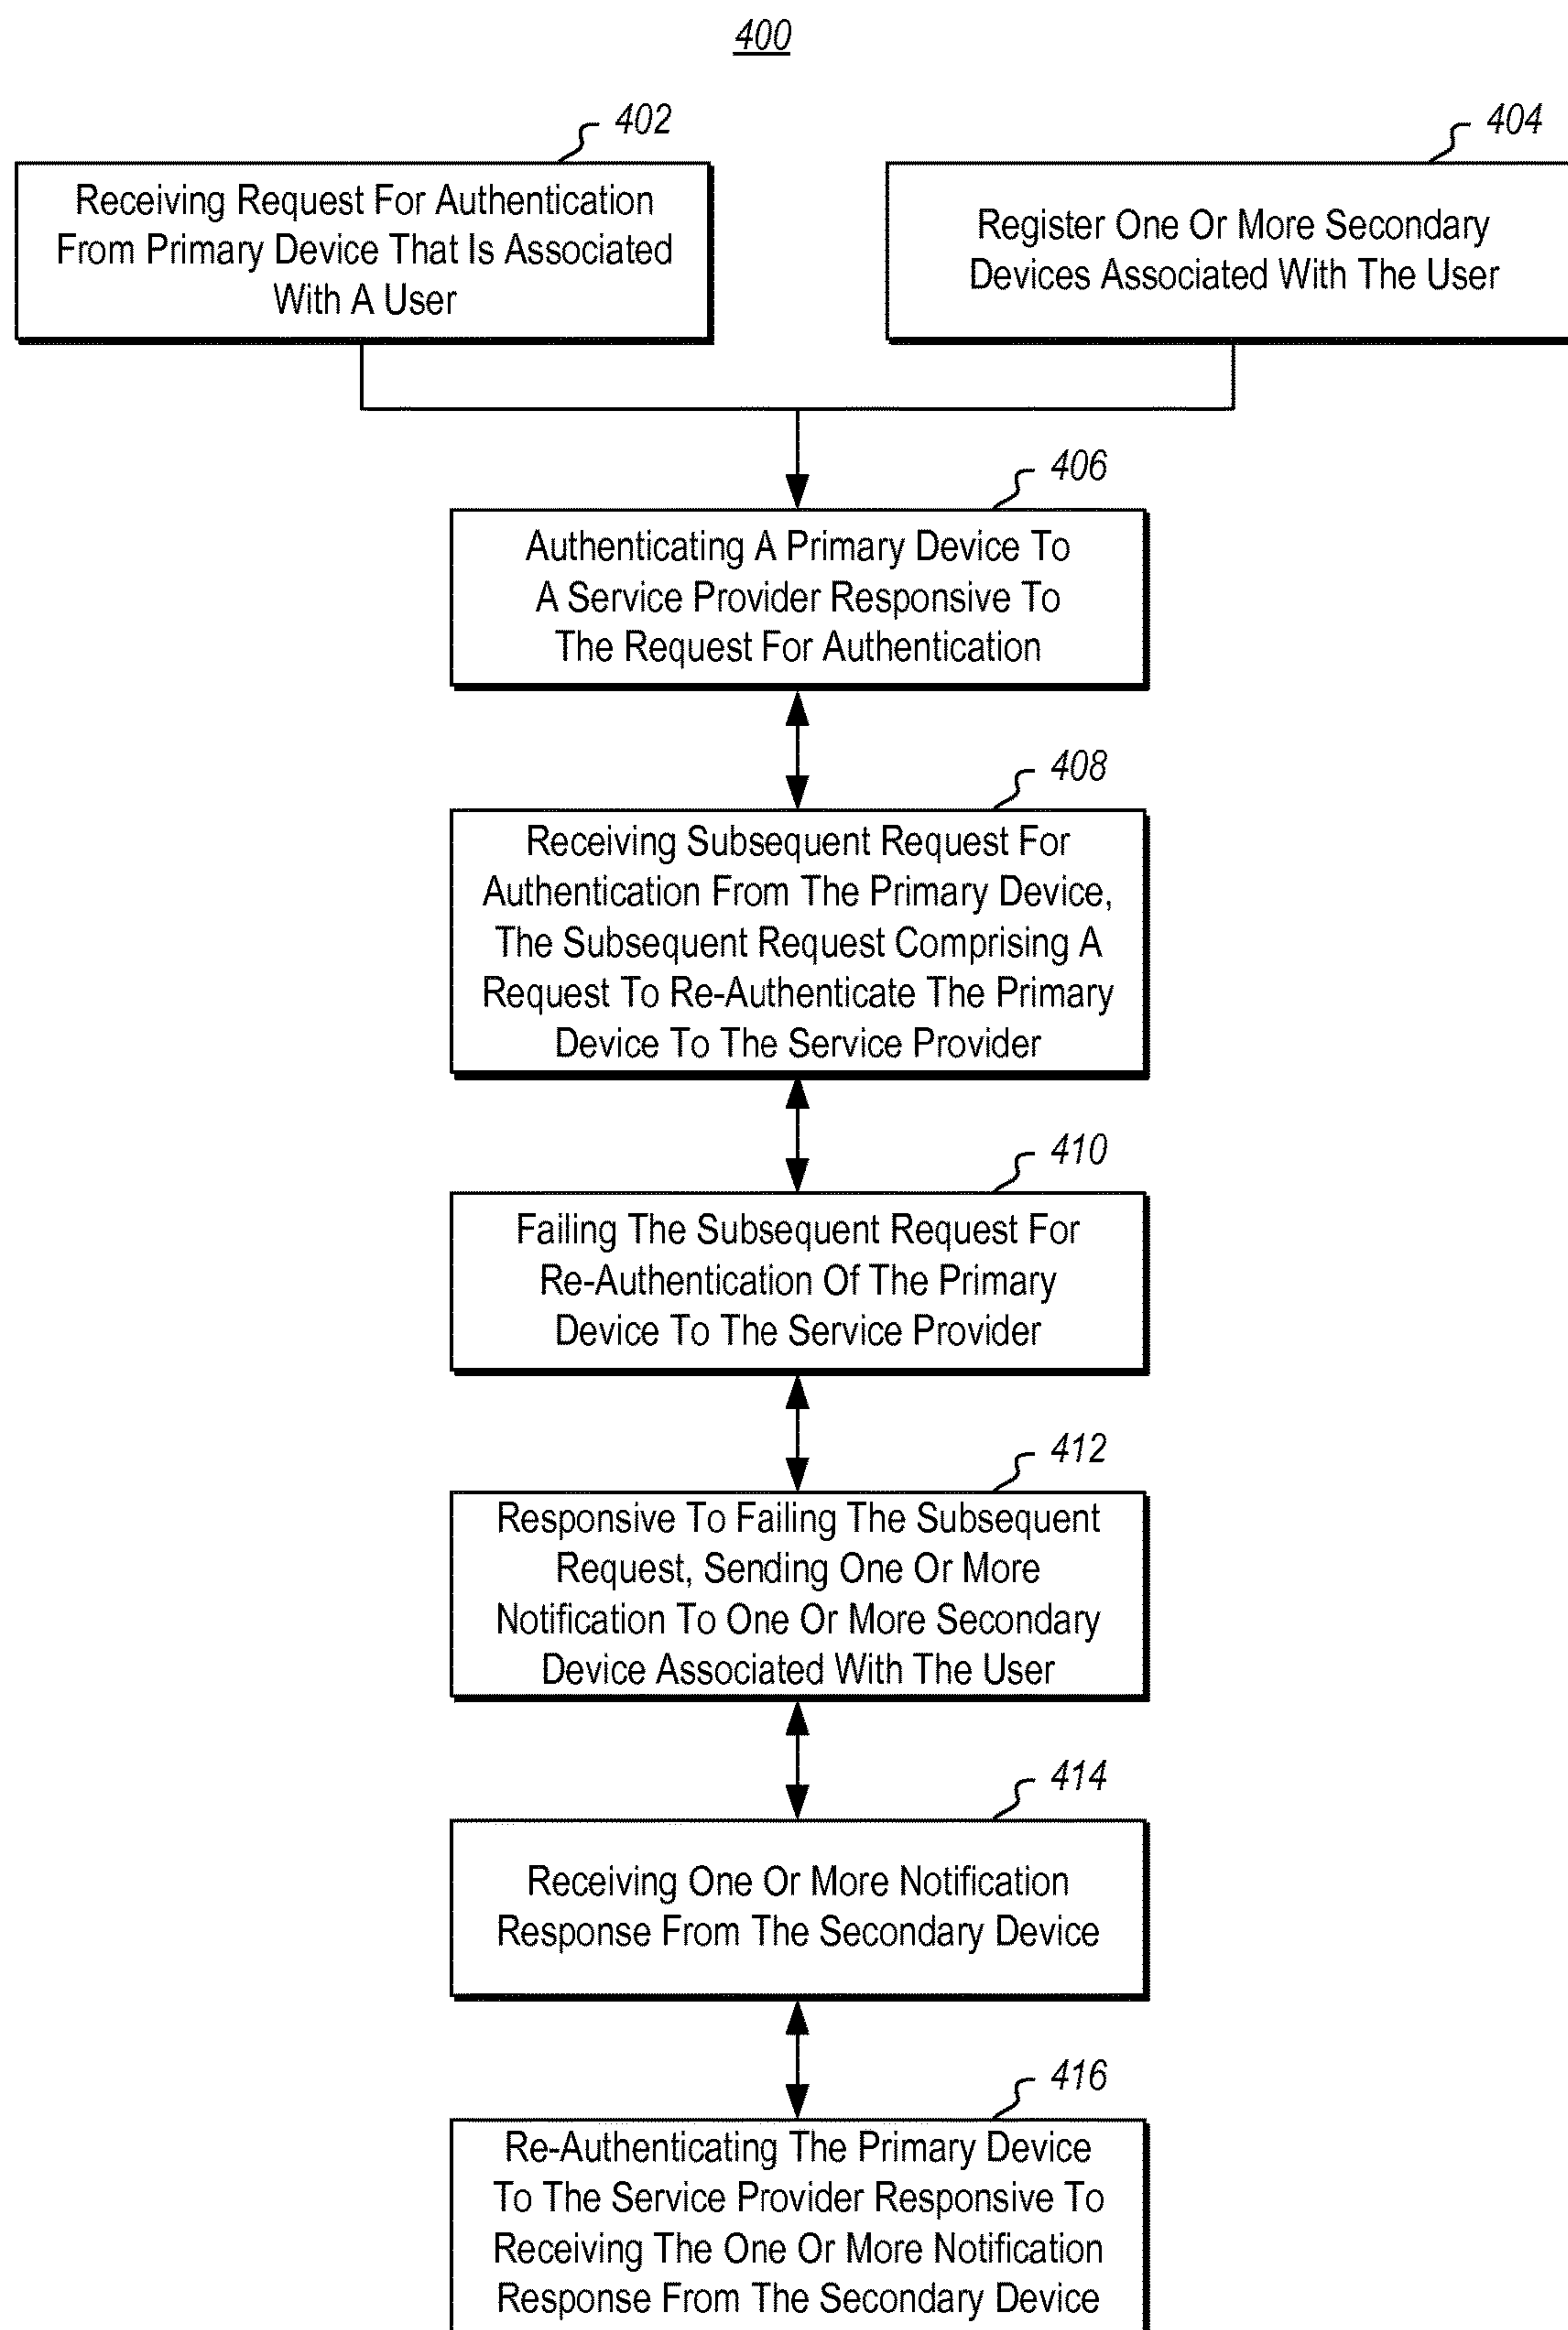 400
402
Receiving Request For Authentication
From Primary Device That Is Associated
With A User
404
Register One Or More Secondary
Devices Associated With The User
406
Authenticating A Primary Device To
A Service Provider Responsive To
The Request For Authentication
408
Receiving Subsequent Request For
Authentication From The Primary Device,
The Subsequent Request Comprising A
Request To Re-Authenticate The Primary
Device To The Service Provider
410
Failing The Subsequent Request For
Re-Authentication Of The Primary
Device To The Service Provider
412
Responsive To Failing The Subsequent
Request, Sending One Or More
Notification To One Or More Secondary
Device Associated With The User
414
Receiving One Or More Notification
Response From The Secondary Device
416
Re-Authenticating The Primary Device
To The Service Provider Responsive To
Receiving The One Or More Notification
Response From The Secondary Device